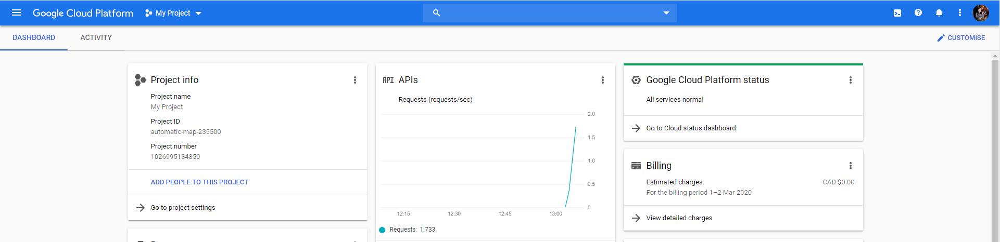 Google Cloud Platform
My Project
DASHBOARD
ACTIVITY
CUSTOMISE
Project info
Project name
My Project
Project ID
automatic-map-235500
Project number
1026995134850
ADD PEOPLE TO THIS PROJECT
Go to project settings
API APIs
Requests (requests/sec)
2.0
1.5
1.0
0.5
0
12:15 12:30 12:45 13:00
Requests: 1.733
Google Cloud Platform status
All services normal
Go to Cloud status dashboard
Billing
Estimated charges CAD $0.00
For the billing period 1–2 Mar 2020
View detailed charges